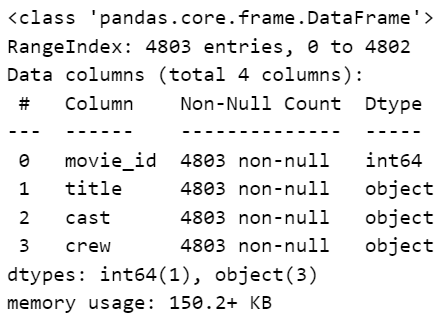 <class 'pandas.core.frame.DataFrame'>
RangeIndex: 4803 entries, 0 to 4802
Data columns (total 4 columns):
 #   Column    Non-Null Count  Dtype
---  ------    --------------  -----
 0   movie_id  4803 non-null   int64
 1   title     4803 non-null   object
 2   cast      4803 non-null   object
 3   crew      4803 non-null   object
dtypes: int64(1), object(3)
memory usage: 150.2+ KB